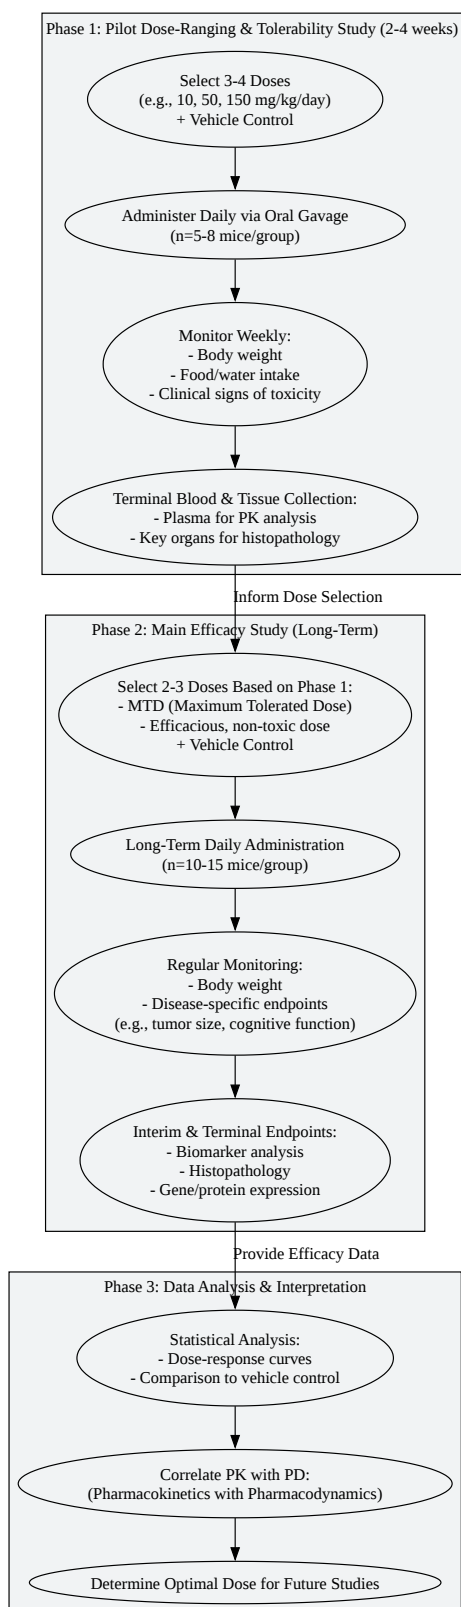 Phase 1: Pilot Dose-Ranging & Tolerability Study (2-4 weeks)
Select 3-4 Doses
(e.g., 10, 50, 150 mg/kg/day)
+ Vehicle Control
Administer Daily via Oral Gavage
(n=5-8 mice/group)
Monitor Weekly:
- Body weight
- Food/water intake
- Clinical signs of toxicity
Terminal Blood & Tissue Collection:
- Plasma for PK analysis
- Key organs for histopathology
Inform Dose Selection
Phase 2: Main Efficacy Study (Long-Term)
Select 2-3 Doses Based on Phase 1:
- MTD (Maximum Tolerated Dose)
- Efficacious, non-toxic dose
+ Vehicle Control
Long-Term Daily Administration
(n=10-15 mice/group)
Regular Monitoring:
- Body weight
- Disease-specific endpoints
(e.g., tumor size, cognitive function)
Interim & Terminal Endpoints:
- Biomarker analysis
- Histopathology
- Gene/protein expression
Provide Efficacy Data
Phase 3: Data Analysis & Interpretation
Statistical Analysis:
- Dose-response curves
- Comparison to vehicle control
Correlate PK with PD:
(Pharmacokinetics with Pharmacodynamics)
Determine Optimal Dose for Future Studies